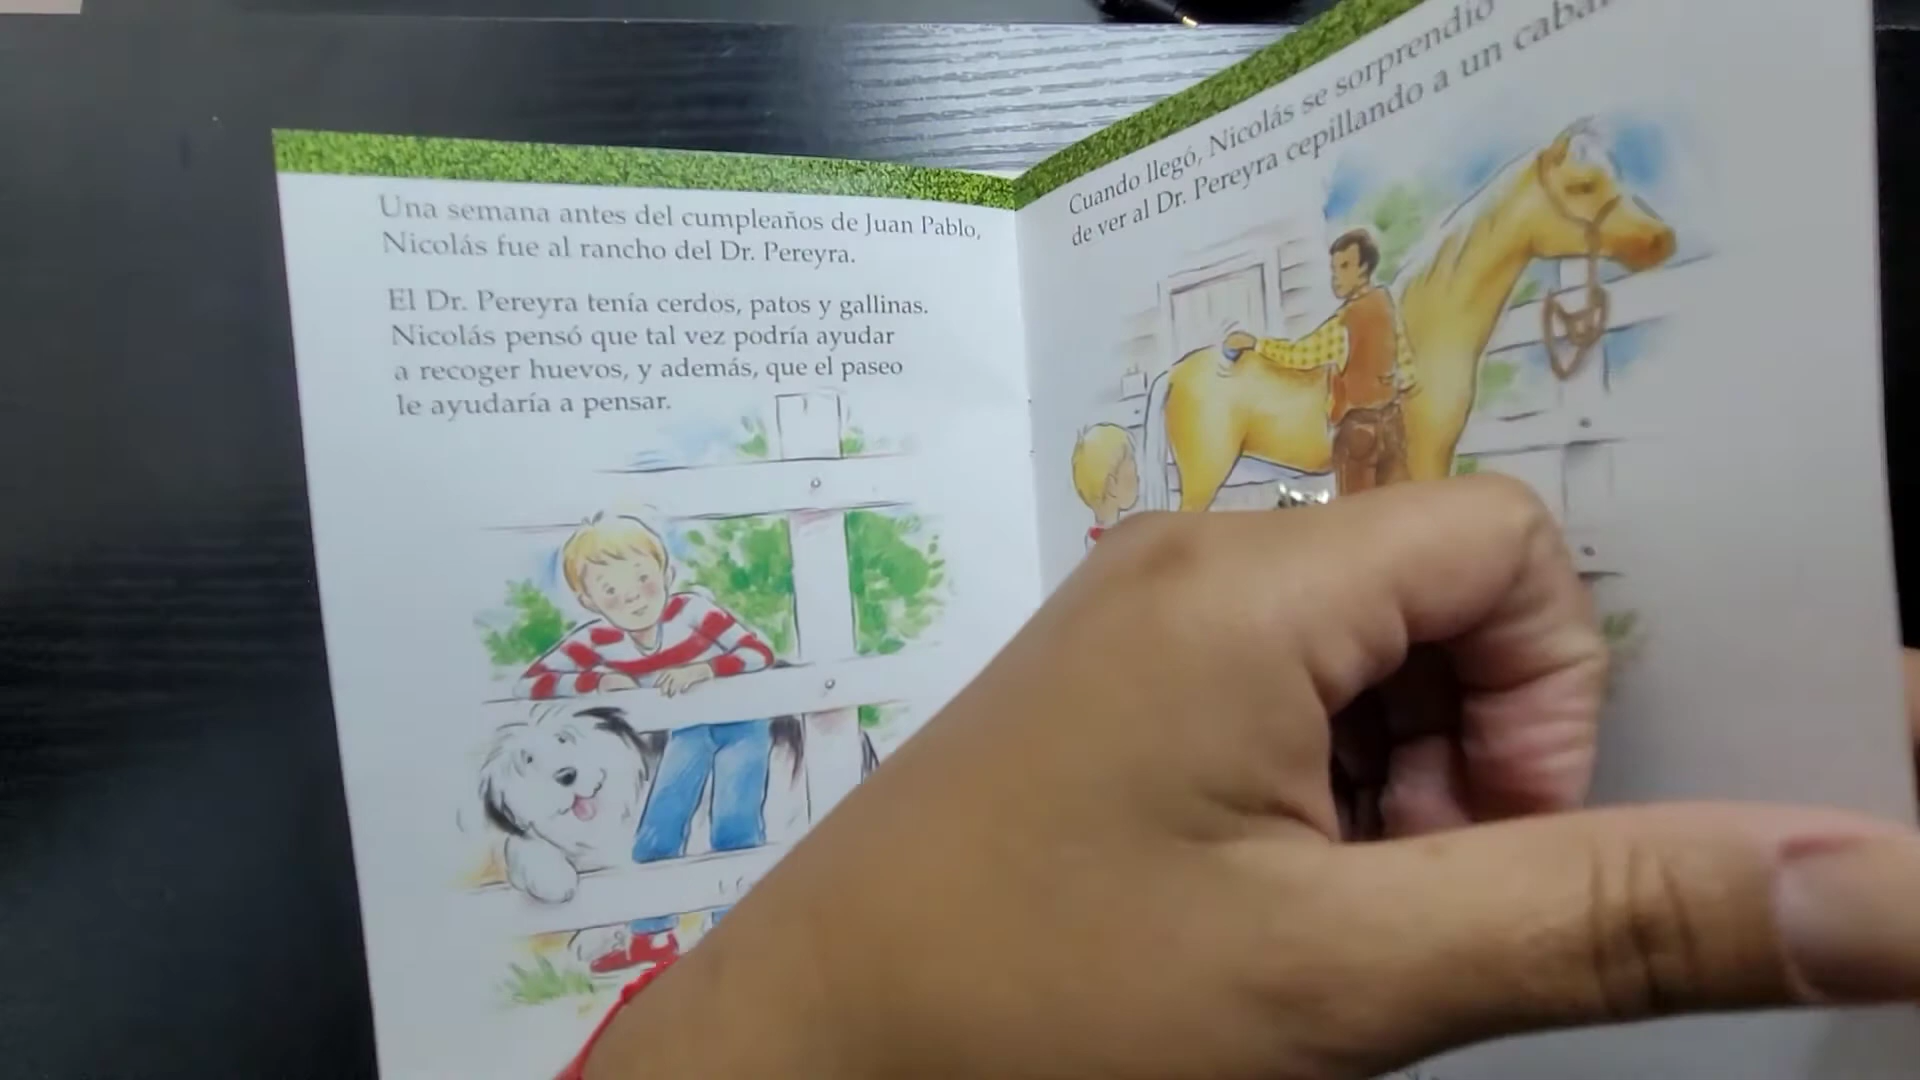 Una semana antes del cumpleaños de Juan Pablo,
Nicolás fue al rancho del Dr. Pereyra.
El Dr. Pereyra tenía cerdos, patos y gallinas.
Nicolás pensó que tal vez podría ayudar
a recoger huevos, y además, que el paseo
le ayudaría a pensar.
Cuando llegó, Nicolás se sorprendió
de ver al Dr. Pereyra cepillando a un